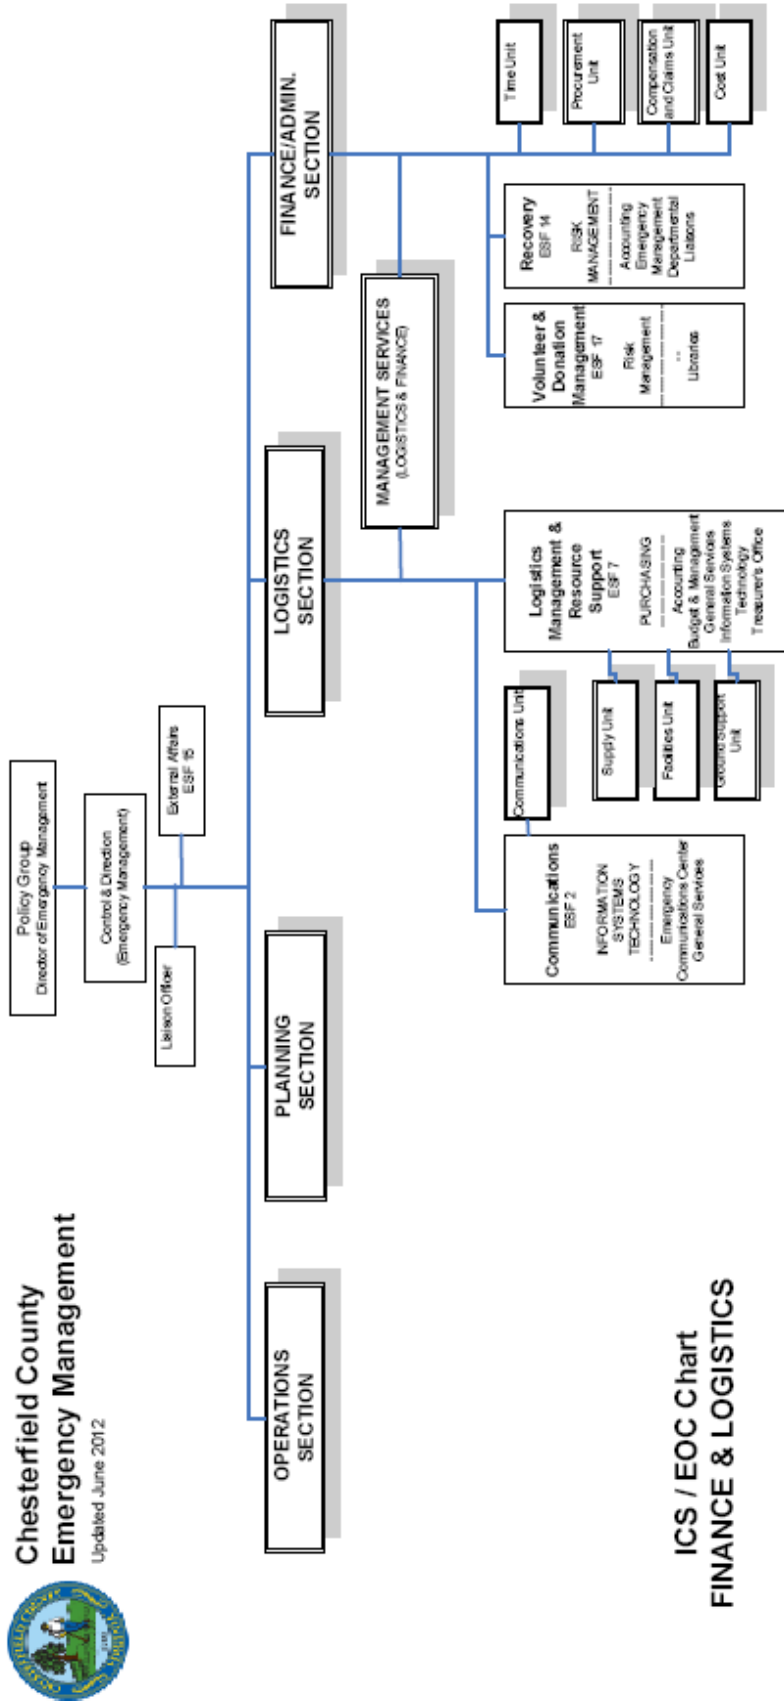 Chesterfield County
Emergency Management
Updated June 2012
Policy Group
Director of Emergency Management
Control & Direction
(Emergency Management)
Liaison Officer
External Affairs
ESF 15
OPERATIONS
SECTION
PLANNING
SECTION
LOGISTICS
SECTION
FINANCE/ADMIN.
SECTION
MANAGEMENT SERVICES
(LOGISTICS & FINANCE)
Communications
ESF 2
INFORMATION
SYSTEMS
TECHNOLOGY
Emergency
Communications Center
General Services
Communications Unit
Supply Unit
Facilities Unit
Ground Support
Unit
Logistics
Management &
Resource
Support
ESF 7
PURCHASING
Accounting
Budget & Management
General Services
Information Systems
Technology
Treasurer's Office
Volunteer &
Donation
Management
ESF 17
Risk
Management
--
Libraries
Recovery
ESF 14
RISK
MANAGEMENT
Accounting
Emergency
Management
Departmental
Liaisons
Time Unit
Procurement
Unit
Compensation
and Claims Unit
Cost Unit
ICS / EOC Chart
FINANCE & LOGISTICS